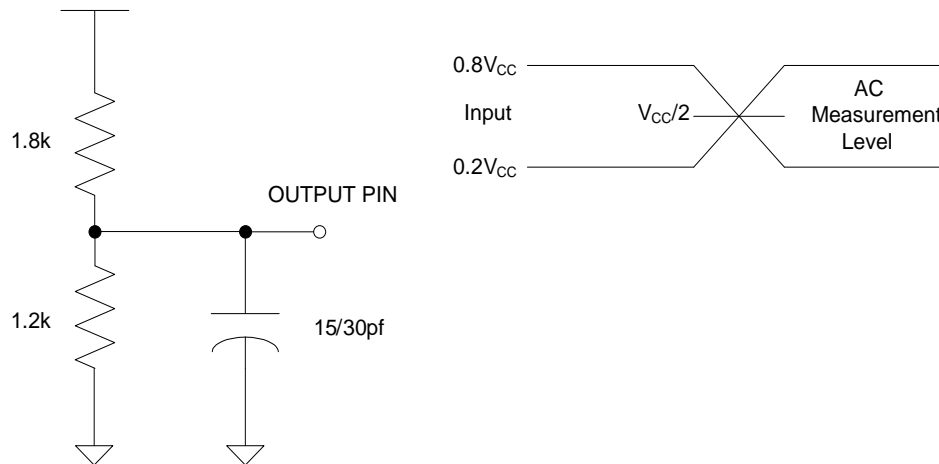 1.8k
1.2k
OUTPUT PIN
15/30pf
0.8VCC
Input
0.2VCC
VCC/2
AC
Measurement
Level